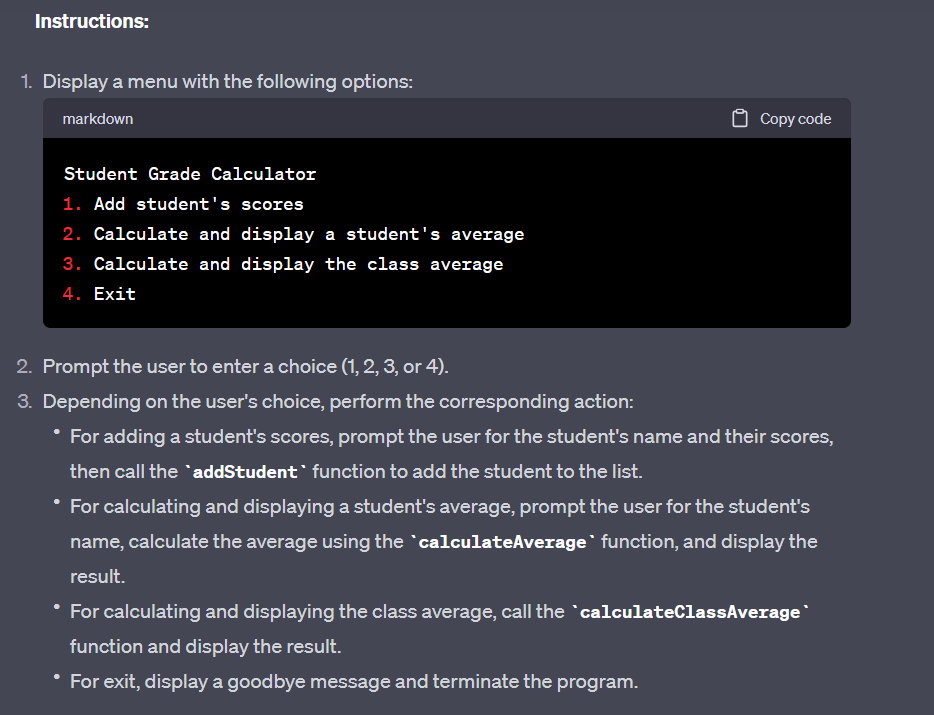 Instructions:
1. Display a menu with the following options:
markdown Copy code
Student Grade Calculator
1. Add student's scores
2. Calculate and display a student's average
3. Calculate and display the class average
4. Exit
2. Prompt the user to enter a choice (1, 2, 3, or 4).
3. Depending on the user's choice, perform the corresponding action:
• For adding a student's scores, prompt the user for the student's name and their scores,
then call the `addStudent` function to add the student to the list.
• For calculating and displaying a student's average, prompt the user for the student's
name, calculate the average using the `calculateAverage` function, and display the
result.
• For calculating and displaying the class average, call the `calculateClassAverage`
function and display the result.
• For exit, display a goodbye message and terminate the program.